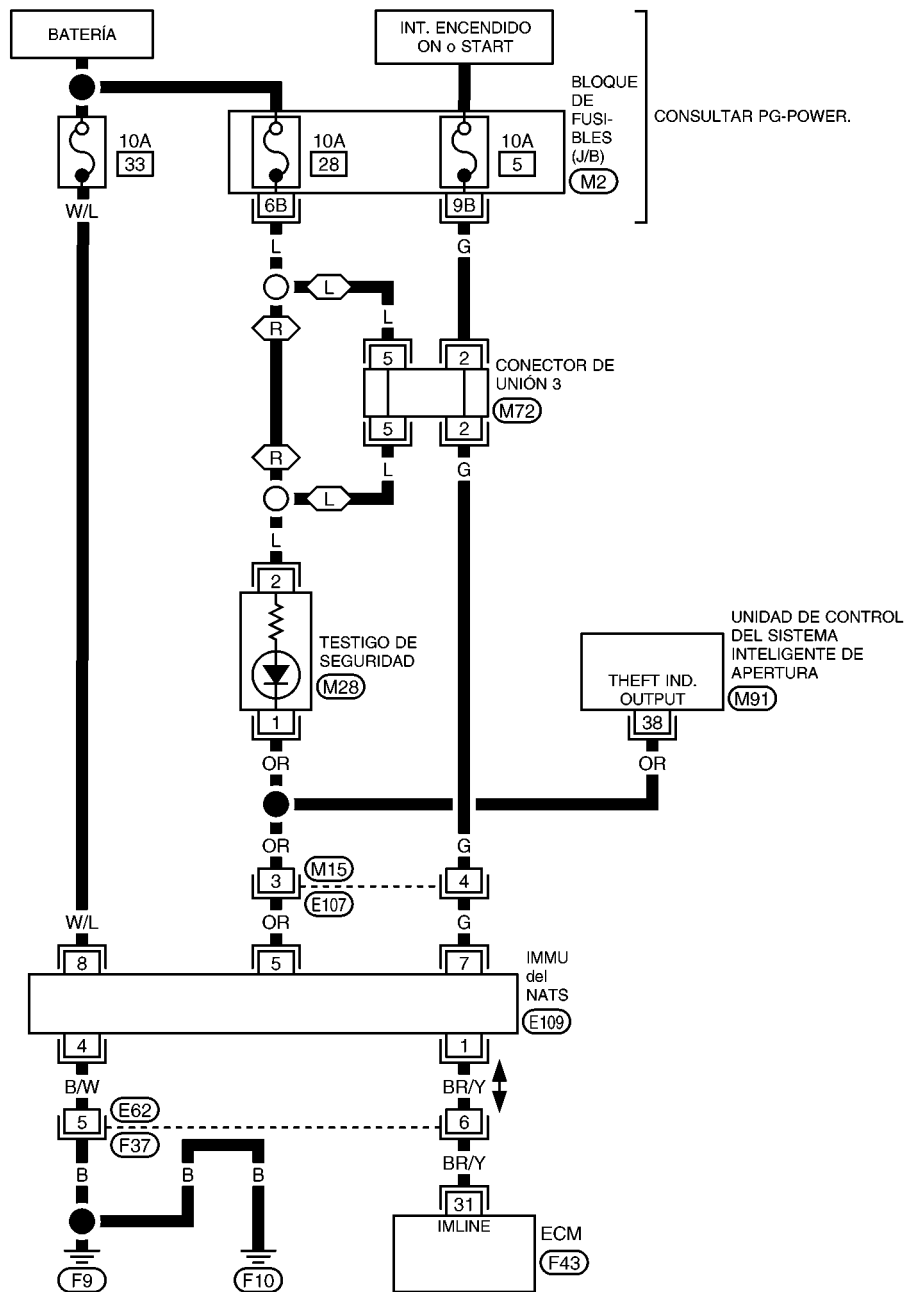 BATERÍA
INT. ENCENDIDO
ON o START
BLOQUE
DE
FUSI-
BLES
(J/B)
M2
CONSULTAR PG-POWER.
10A
33
10A
28
10A
5
6B
9B
W/L
L
G
L
R
L
5
2
CONECTOR DE
UNIÓN 3
M72
5
2
R
L
G
L
L
2
TESTIGO DE
SEGURIDAD
M28
1
OR
UNIDAD DE CONTROL
DEL SISTEMA
INTELIGENTE DE
APERTURA
M91
THEFT IND.
OUTPUT
38
OR
OR
G
3
M15
E107
4
W/L
OR
G
8
5
7
IMMU
del
NATS
E109
4
1
B/W
BR/Y
5
E62
F37
6
B
B
B
BR/Y
31
IMLINE
ECM
F43
F9
F10